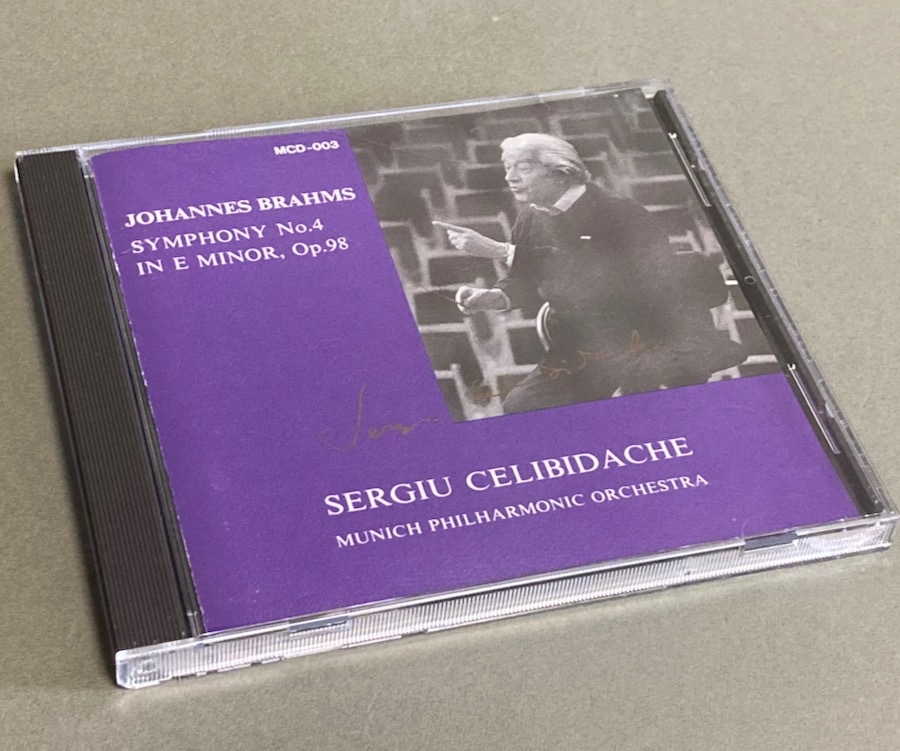 MCD-003
JOHANNES BRAHMS
SYMPHONY No.4
IN E MINOR, Op.98
SERGIU CELIBIDACHE
MUNICH PHILHARMONIC ORCHESTRA